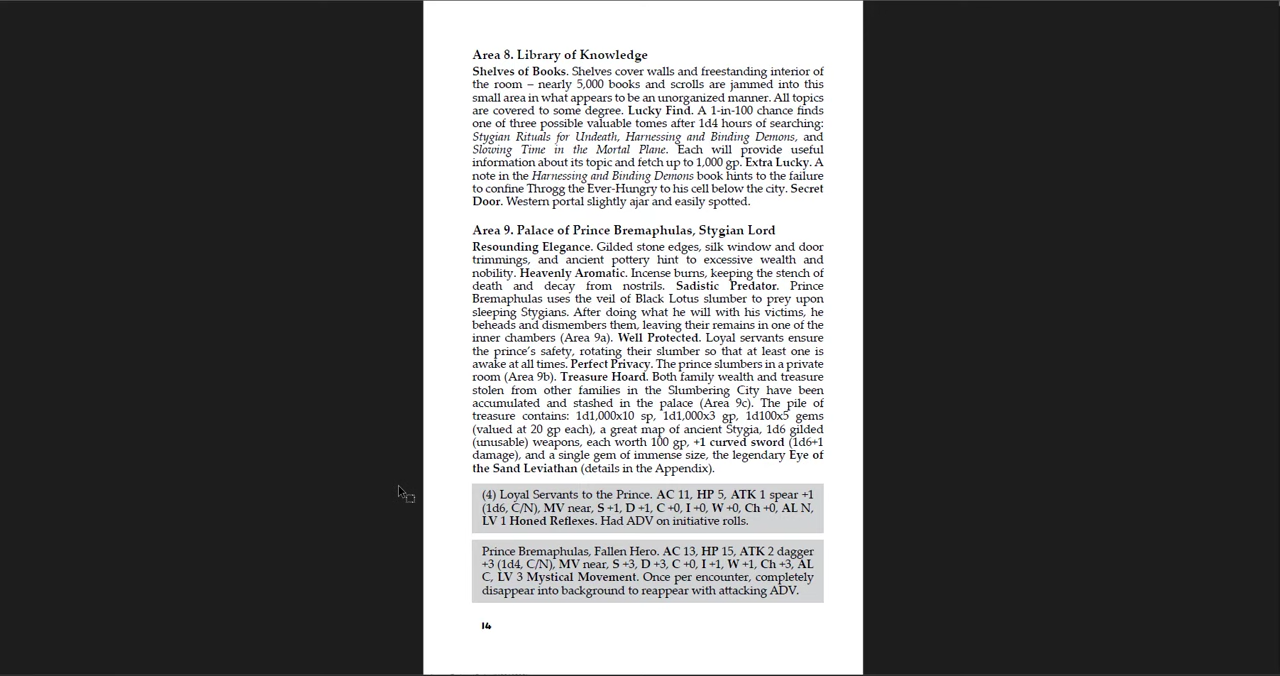 Area 8. Library of Knowledge
Shelves of Books. Shelves cover walls and freestanding interior of
the room – nearly 5,000 books and scrolls are jammed into this
small area in what appears to be an unorganized manner. All topics
are covered to some degree. Lucky Find. A 1-in-100 chance finds
one of three possible valuable tomes after 1d4 hours of searching:
Stygian Rituals for Undeath, Harnessing and Binding Demons, and
Slowing Time in the Mortal Plane. Each will provide useful
information about its topic and fetch up to 1,000 gp. Extra Lucky. A
note in the Harnessing and Binding Demons book hints to the failure
to confine Throgg the Ever-Hungry to his cell below the city. Secret
Door. Western portal slightly ajar and easily spotted.
Area 9. Palace of Prince Bremaphulas, Stygian Lord
Resounding Elegance. Gilded stone edges, silk window and door
trimmings, and ancient pottery hint to excessive wealth and
nobility. Heavenly Aromatic. Incense burns, keeping the stench of
death and decay from nostrils. Sadistic Predator. Prince
Bremaphulas uses the veil of Black Lotus slumber to prey upon
sleeping Stygians. After doing what he will with his victims, he
beheads and dismembers them, leaving their remains in one of the
inner chambers (Area 9a). Well Protected. Loyal servants ensure
the prince's safety, rotating their slumber so that at least one is
awake at all times. Perfect Privacy. The prince slumbers in a private
room (Area 9b). Treasure Hoard. Both family wealth and treasure
stolen from other families in the Slumbering City have been
accumulated and stashed in the palace (Area 9c). The pile of
treasure contains: 1d1,000x10 sp, 1d1,000x3 gp, 1d100x5 gems
(valued at 20 gp each), a great map of ancient Stygia, 1d6 gilded
(unusable) weapons, each worth 100 gp, +1 curved sword (1d6+1
damage), and a single gem of immense size, the legendary Eye of
the Sand Leviathan (details in the Appendix).
(4) Loyal Servants to the Prince. AC 11, HP 5, ATK 1 spear +1
(1d6, C/N), MV near, S +1, D +1, C +0, I +0, W +0, Ch +0, AL N,
LV 1 Honed Reflexes. Had ADV on initiative rolls.
Prince Bremaphulas, Fallen Hero. AC 13, HP 15, ATK 2 dagger
+3 (1d4, C/N), MV near, S +3, D +3, C +0, I +1, W +1, Ch +3, AL
C, LV 3 Mystical Movement. Once per encounter, completely
disappear into background to reappear with attacking ADV.
14